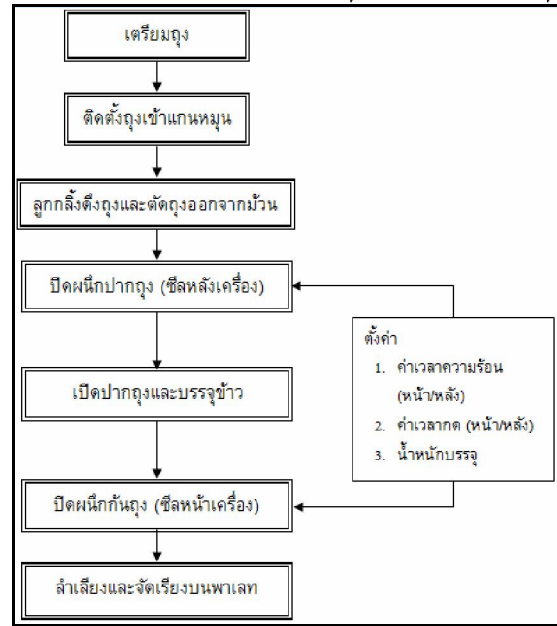 เตรียมถุง
ติดตั้งถุงเข้าแกนหมุน
ลูกกลิ้งดึงถุงและตัดถุงออกจากม้วน
ปิดผนึกปากถุง (ซีลหลังเครื่อง)
ตั้งค่า
1. ค่าเวลาความร้อน
(หน้า/หลัง)
2. ค่าเวลากด (หน้า/หลัง)
3. น้ำหนักบรรจุ
เปิดปากถุงและบรรจุข้าว
ปิดผนึกก้นถุง (ซีลหน้าเครื่อง)
ลำเลียงและจัดเรียงบนพาเลท